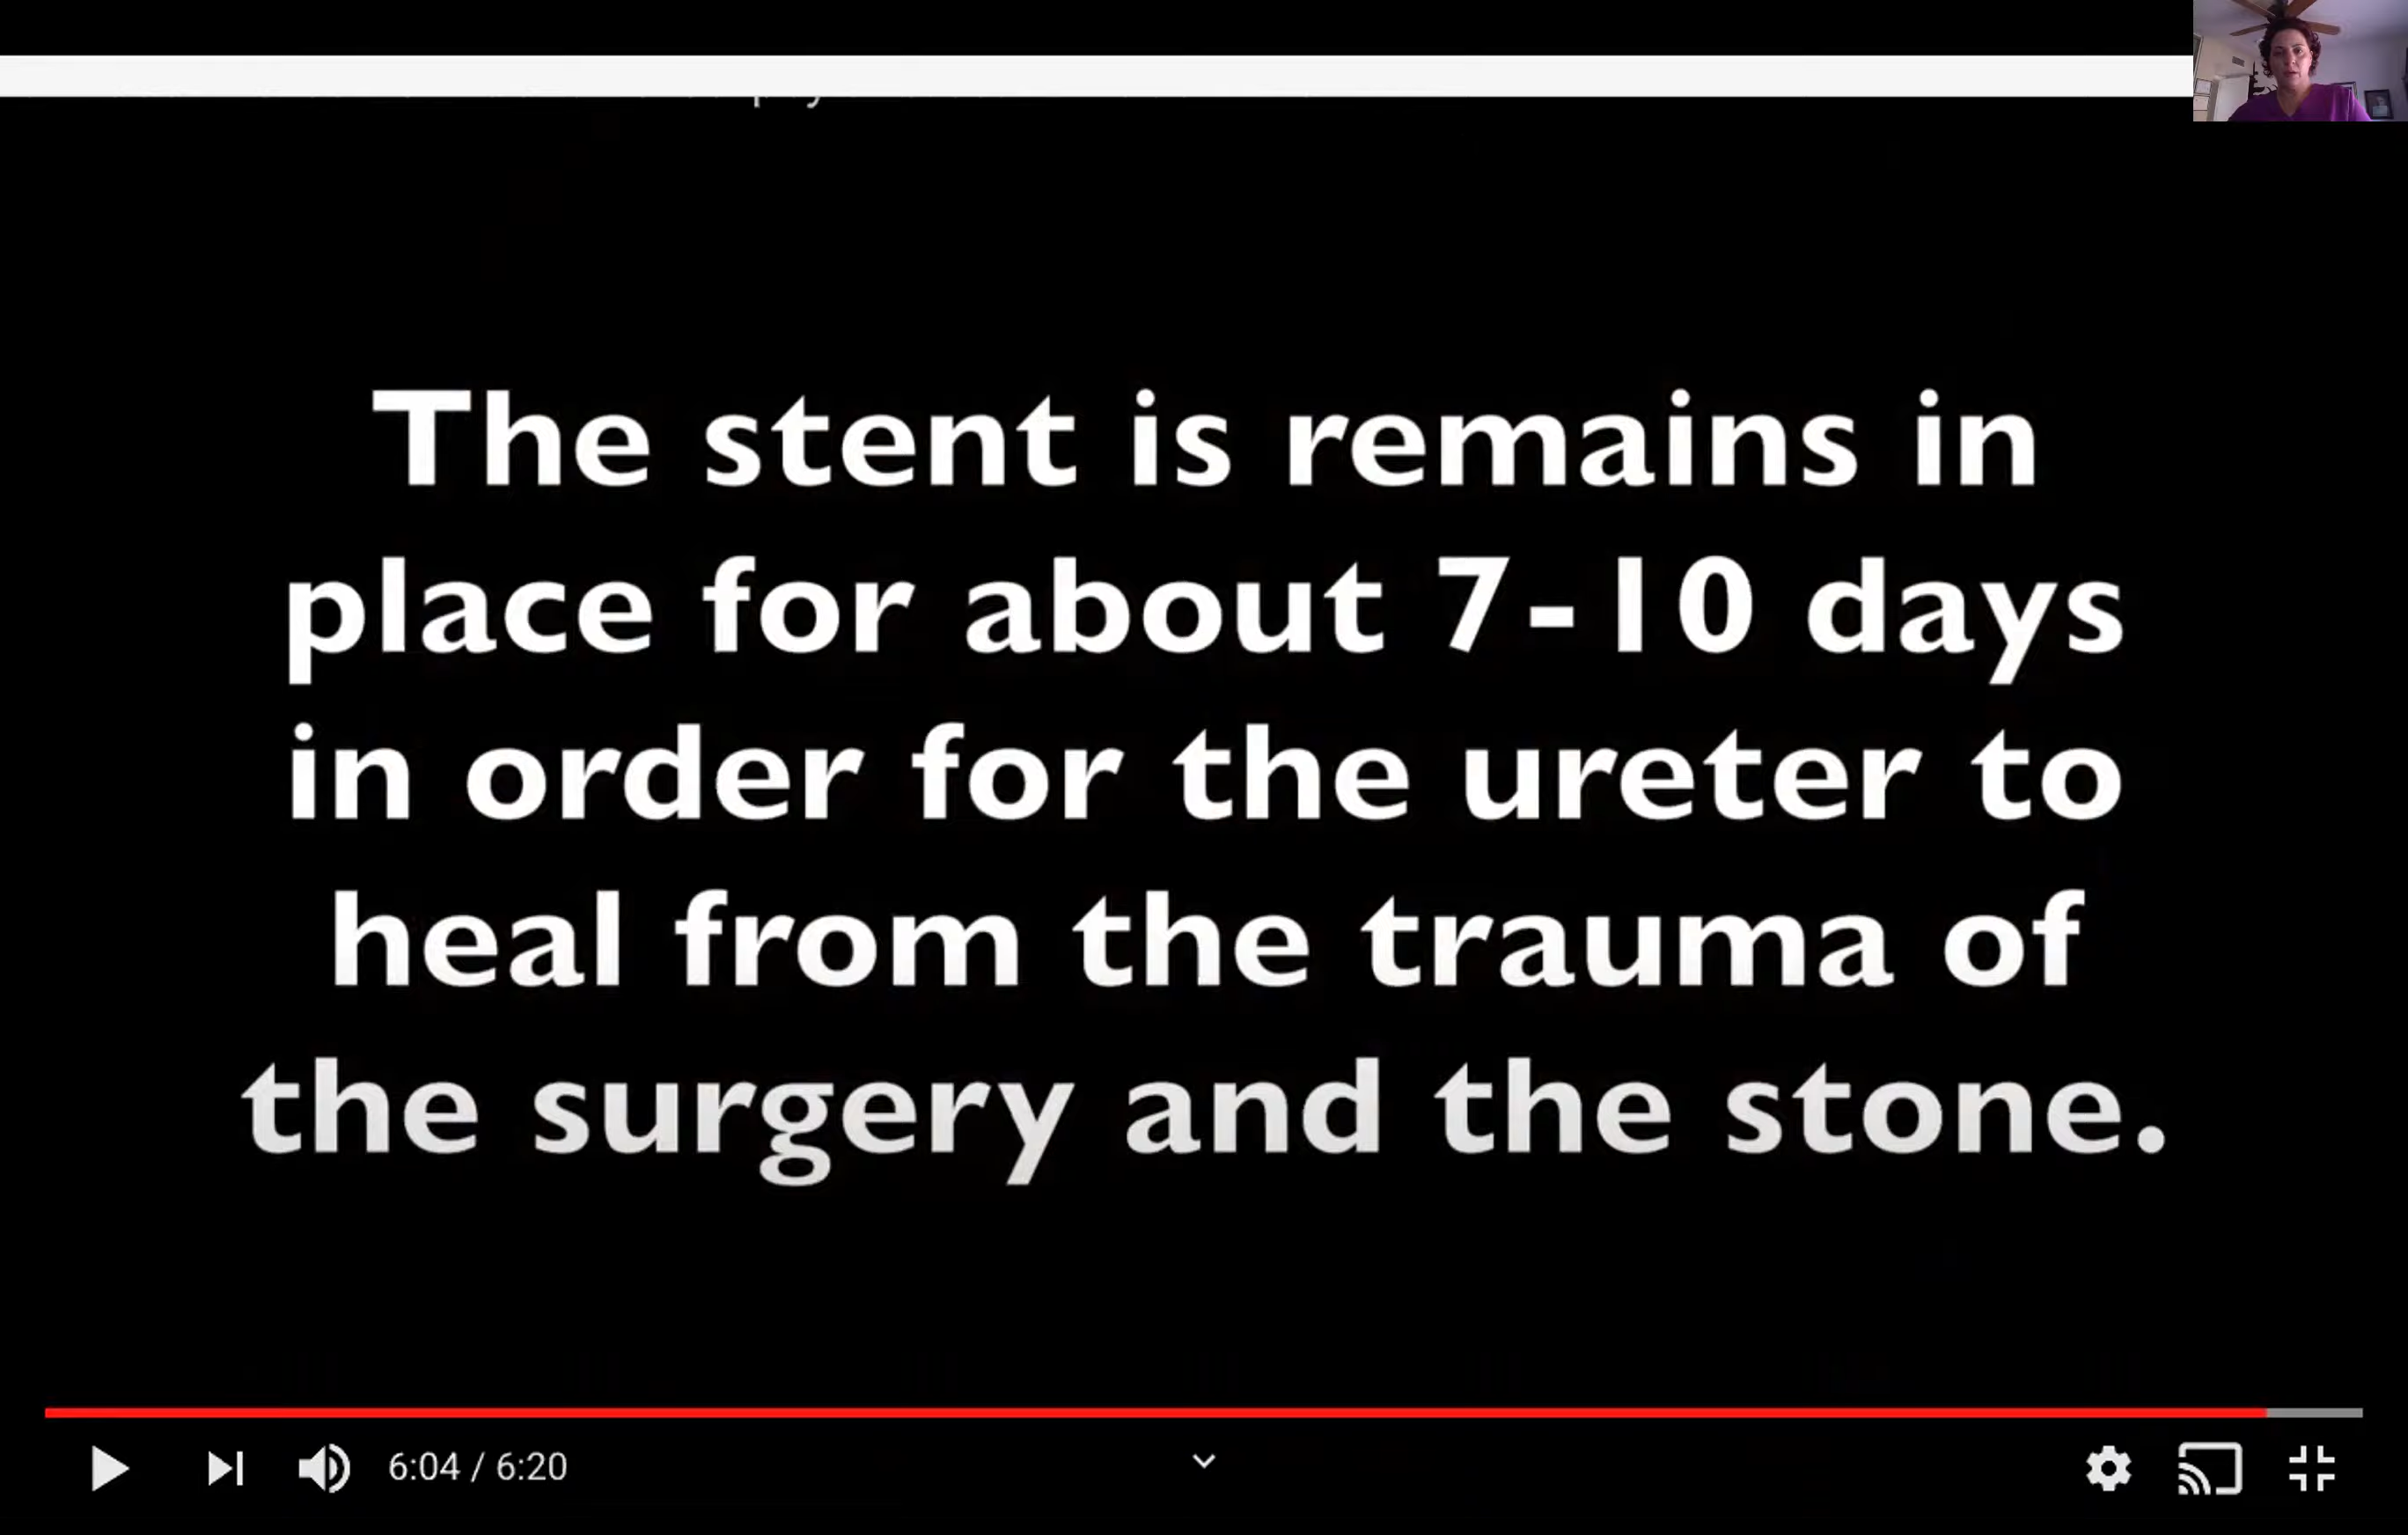 The stent is remains in
place for about 7-10 days
in order for the ureter to
heal from the trauma of
the surgery and the stone.
6:04 / 6:20